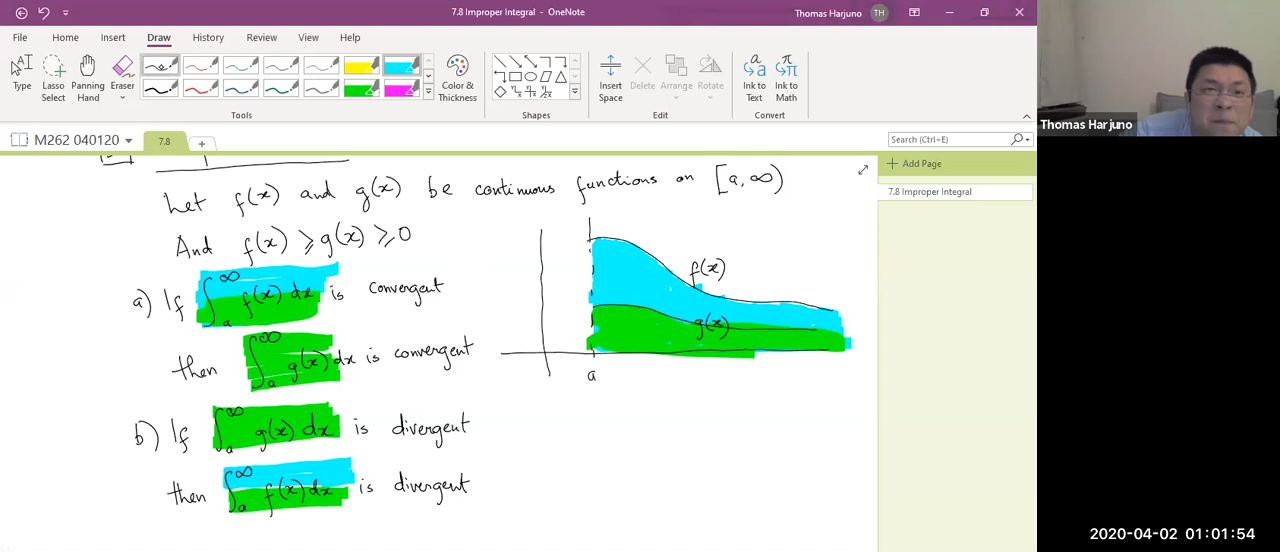 7.8 Improper Integral - OneNote
Thomas Harjuno TH
File Home Insert Draw History Review View Help
Type Lasso Select Panning Hand Eraser Color & Thickness Insert Space Delete Arrange Rotate Ink to Text Ink to Math
Tools Shapes Edit Convert
M262 040120 7.8 Search (Ctrl+E)
Add Page
7.8 Improper Integral
Let f(x) and g(x) be continuous functions on [a, ∞)
And f(x) ≥ g(x) ≥ 0
a) If ∫_a^∞ f(x) dx is convergent
then ∫_a^∞ g(x) dx is convergent
b) If ∫_a^∞ g(x) dx is divergent
then ∫_a^∞ f(x) dx is divergent
f(x)
g(x)
a
Thomas Harjuno
2020-04-02 01:01:54